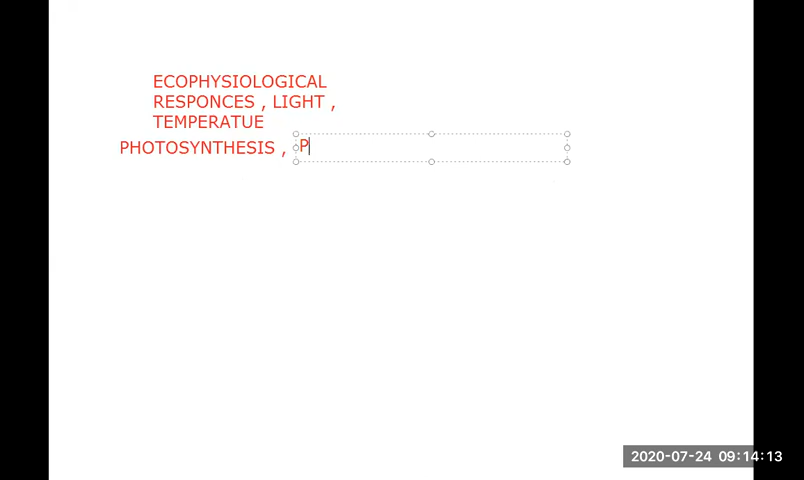 ECOPHYSIOLOGICAL
RESPONCES , LIGHT ,
TEMPERATUE
PHOTOSYNTHESIS , P
2020-07-24 09:14:13